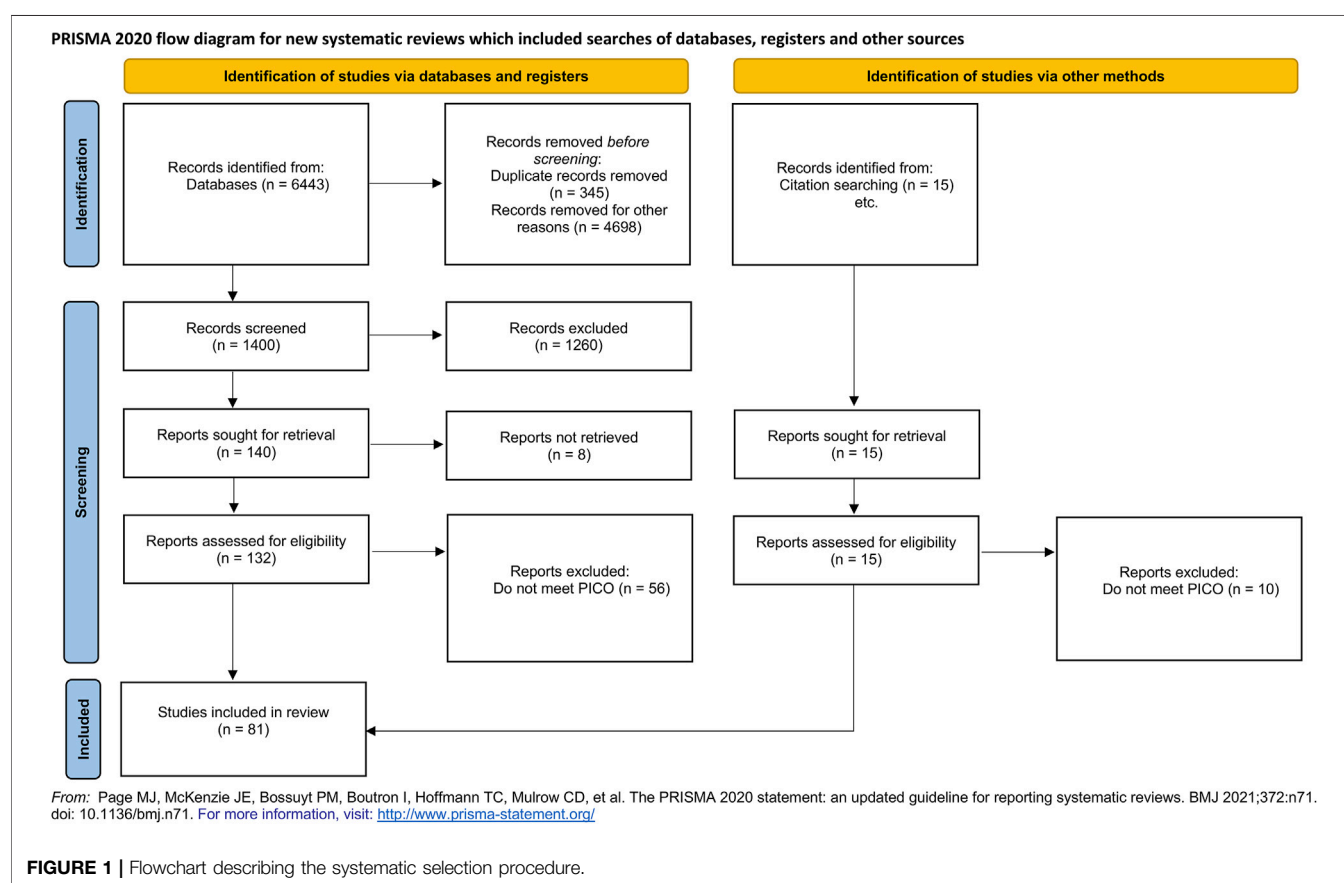 PRISMA 2020 flow diagram for new systematic reviews which included searches of databases, registers and other sources
Identification of studies via databases and registers
Identification of studies via other methods
Identification
Records identified from:
Databases (n = 6443)
Records removed before
screening:
Duplicate records removed
(n = 345)
Records removed for other
reasons (n = 4698)
Records identified from:
Citation searching (n = 15)
etc.
Screening
Records screened
(n = 1400)
Records excluded
(n = 1260)
Reports sought for retrieval
(n = 140)
Reports not retrieved
(n = 8)
Reports sought for retrieval
(n = 15)
Reports assessed for eligibility
(n = 132)
Reports excluded:
Do not meet PICO (n = 56)
Reports assessed for eligibility
(n = 15)
Reports excluded:
Do not meet PICO (n = 10)
Included
Studies included in review
(n = 81)
From: Page MJ, McKenzie JE, Bossuyt PM, Boutron I, Hoffmann TC, Mulrow CD, et al. The PRISMA 2020 statement: an updated guideline for reporting systematic reviews. BMJ 2021;372:n71.
doi: 10.1136/bmj.n71. For more information, visit: http://www.prisma-statement.org/
FIGURE 1 | Flowchart describing the systematic selection procedure.